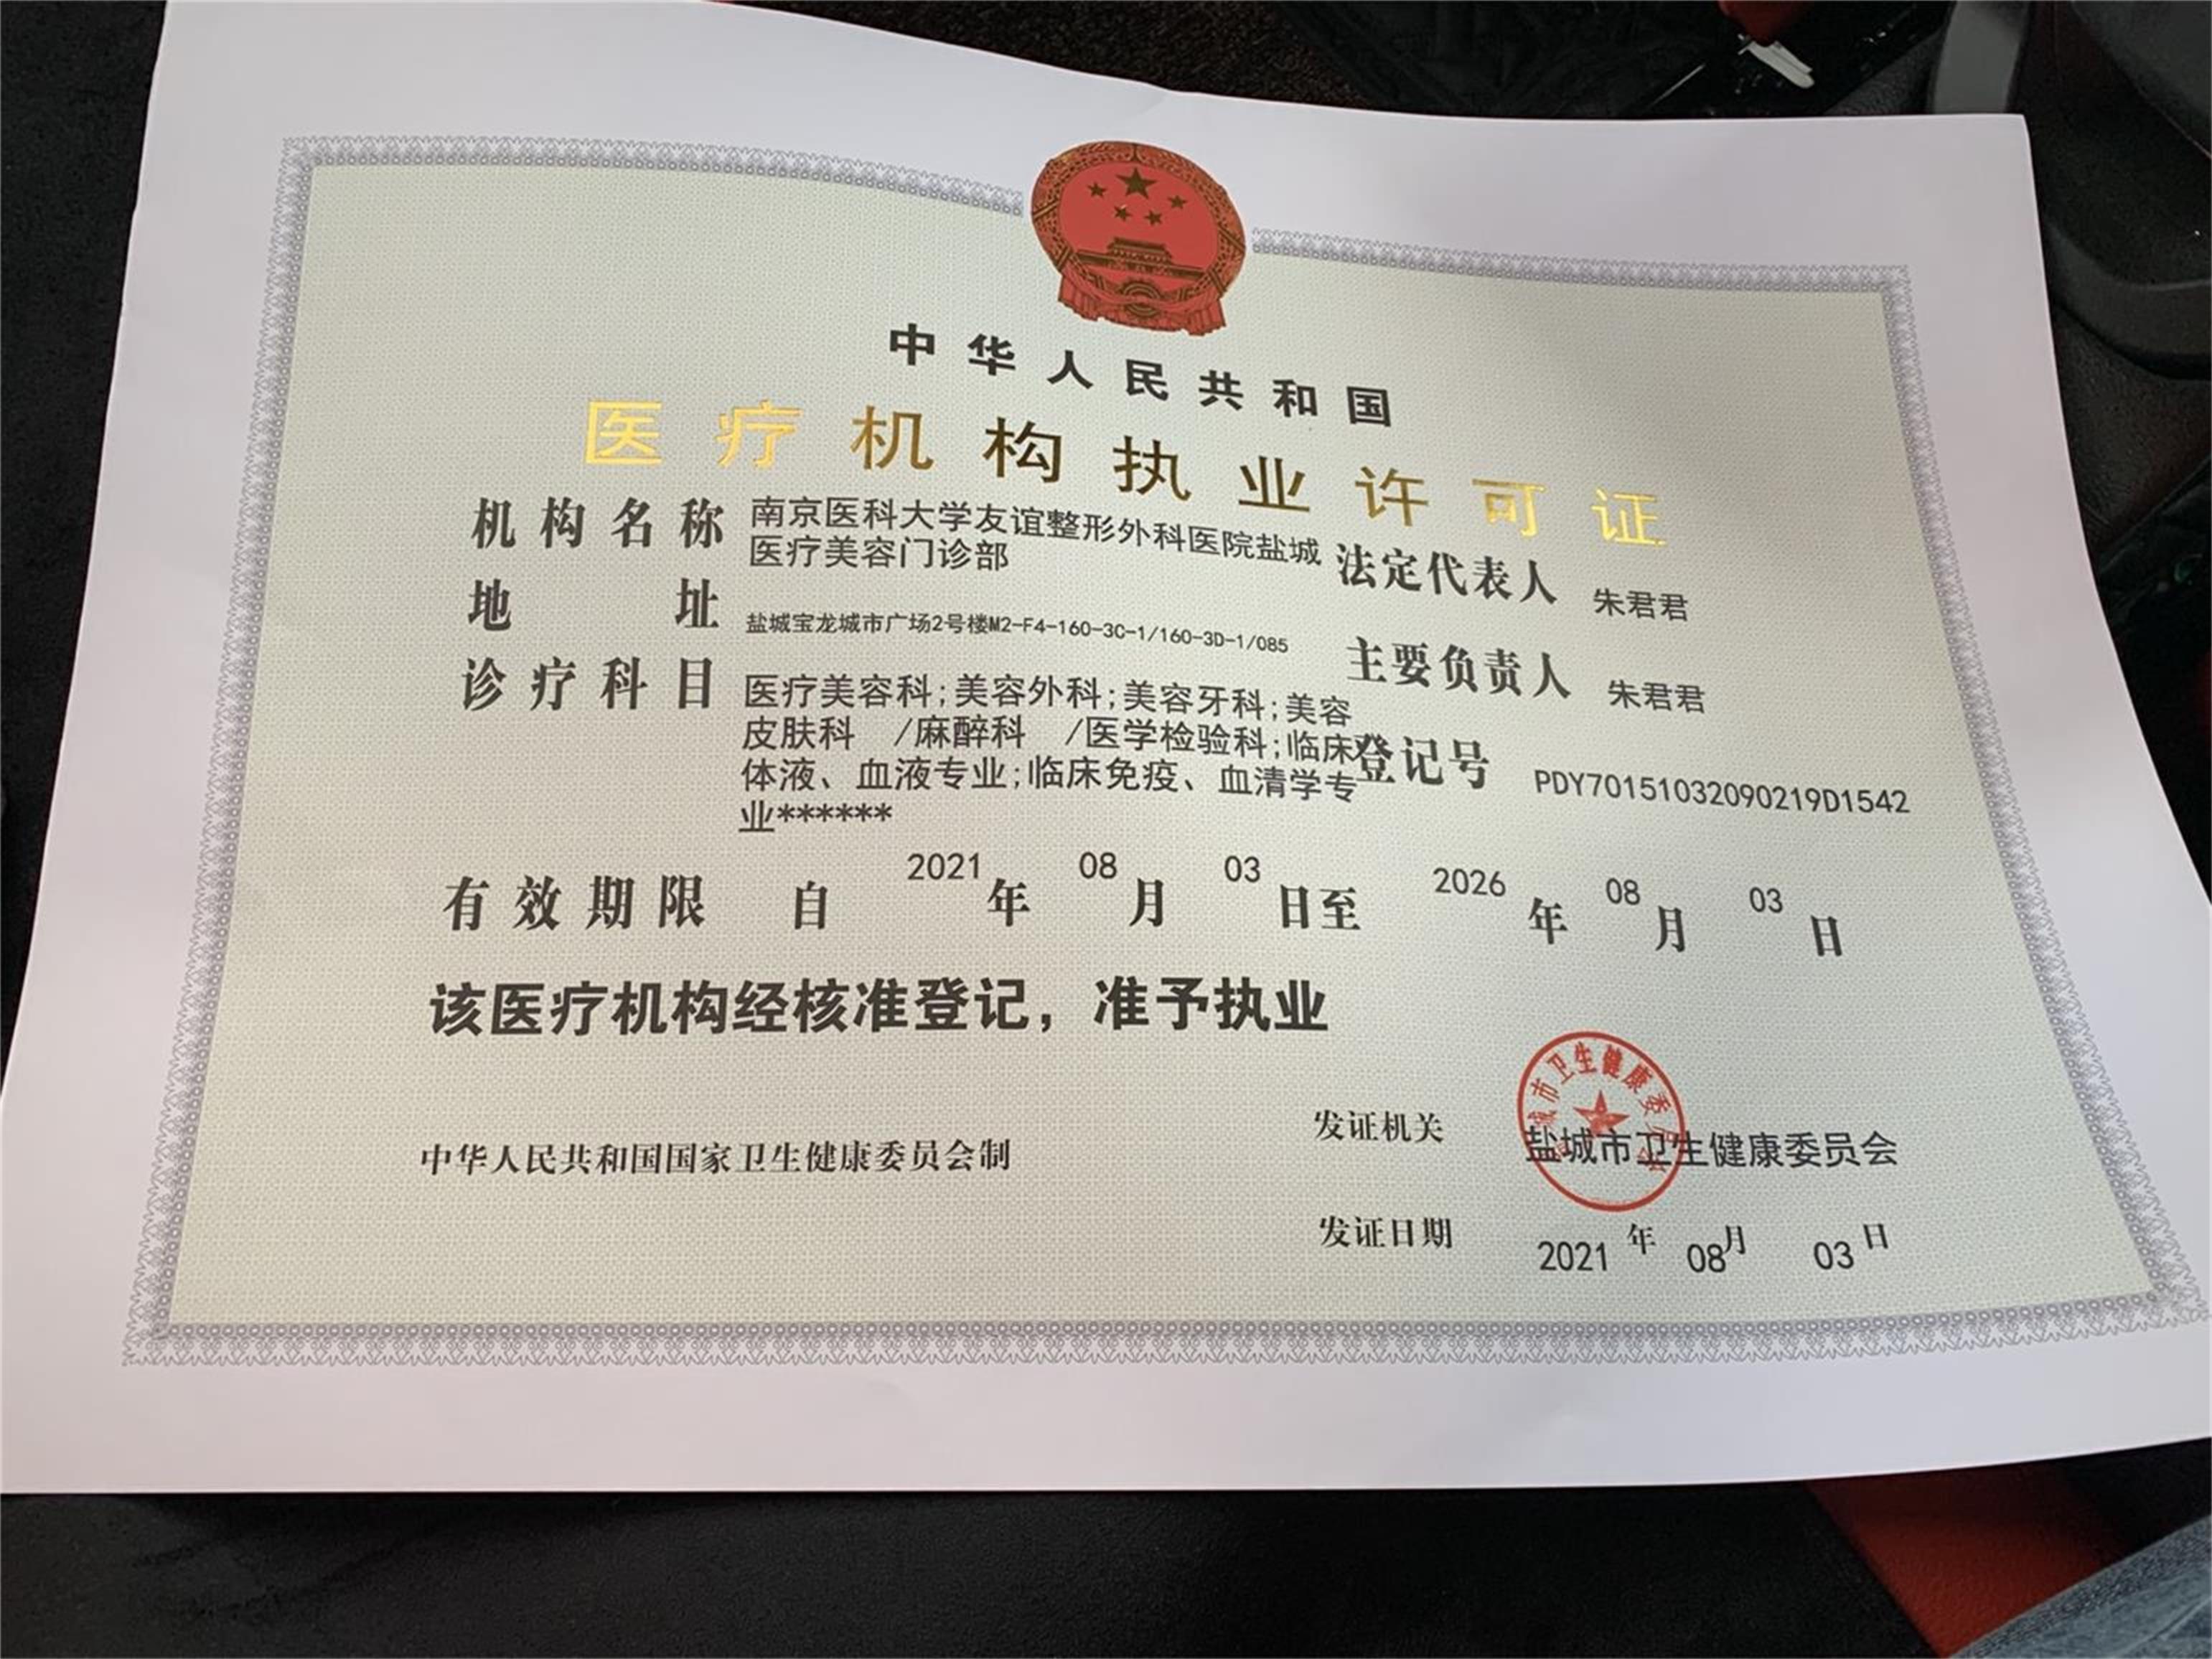 中华人民共和国
医疗机构执业许可证
机构名称 南京医科大学友谊整形外科医院盐城
医疗美容门诊部
法定代表人 朱君君
地址 盐城宝龙城市广场2号楼M2-F4-160-3C-1/160-3D-1/085
主要负责人 朱君君
诊疗科目 医疗美容科;美容外科;美容牙科;美容
皮肤科 /麻醉科 /医学检验科;临床
体液、血液专业;临床免疫、血清学专
业******
登记号 PDY70151032090219D1542
有效期限 自 2021 年 08 月 03 日至 2026 年 08 月 03 日
该医疗机构经核准登记，准予执业
中华人民共和国国家卫生健康委员会制
发证机关 盐城市卫生健康委员会
盐城市卫生健康委员会
发证日期 2021 年 08 月 03 日